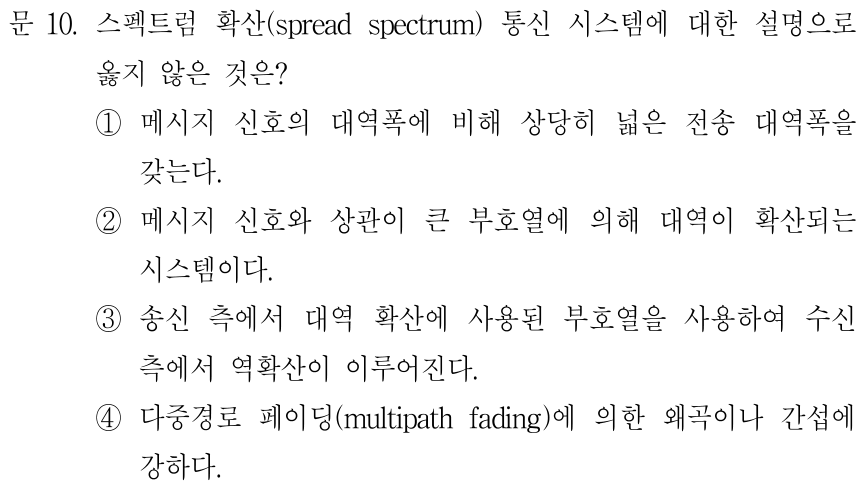 문 10. 스펙트럼 확산(spread spectrum) 통신 시스템에 대한 설명으로
옳지 않은 것은?
① 메시지 신호의 대역폭에 비해 상당히 넓은 전송 대역폭을
갖는다.
② 메시지 신호와 상관이 큰 부호열에 의해 대역이 확산되는
시스템이다.
③ 송신 측에서 대역 확산에 사용된 부호열을 사용하여 수신
측에서 역확산이 이루어진다.
④ 다중경로 페이딩(multipath fading)에 의한 왜곡이나 간섭에
강하다.